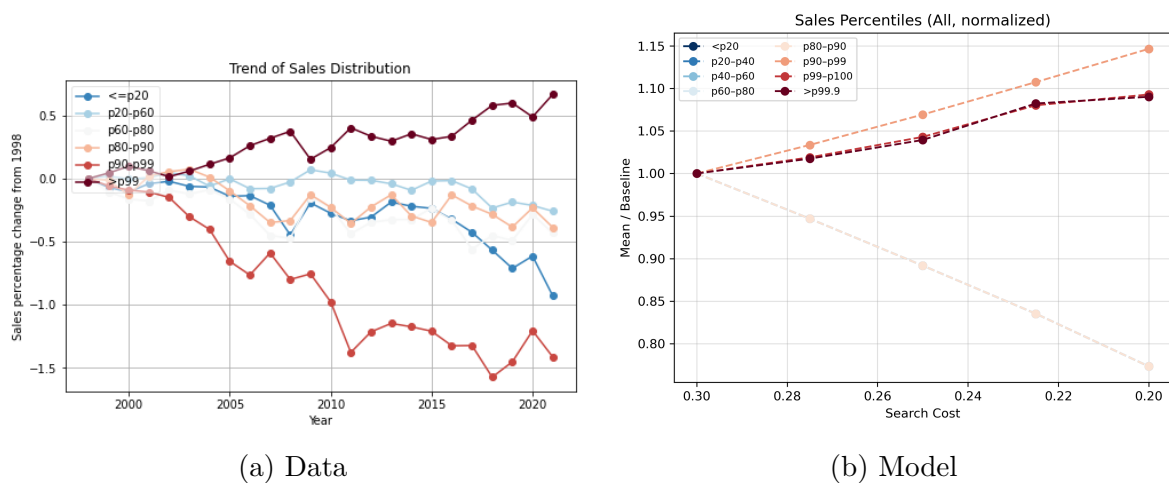 Trend of Sales Distribution
Sales percentage change from 1998
0.5
0.0
−0.5
−1.0
−1.5
<=p20
p20-p60
p60-p80
p80-p90
p90-p99
>p99
2000 2005 2010 2015 2020
Year
(a) Data
Sales Percentiles (All, normalized)
Mean / Baseline
1.15
1.10
1.05
1.00
0.95
0.90
0.85
0.80
<p20 p80–p90
p20–p40 p90–p99
p40–p60 p99–p100
p60–p80 >p99.9
0.30 0.28 0.26 0.24 0.22 0.20
Search Cost
(b) Model